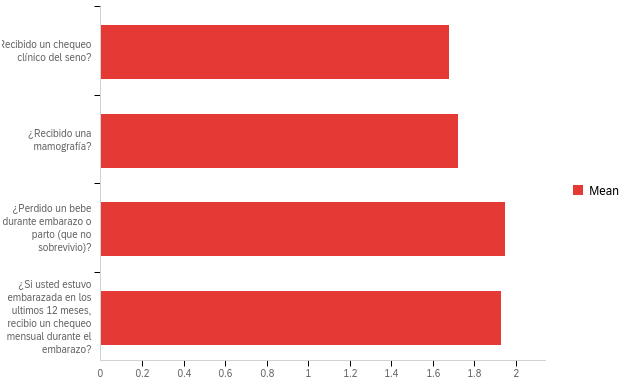 Recibido un chequeo
clínico del seno?
¿Recibido una
mamografía?
¿Perdido un bebe
durante embarazo o
parto (que no
sobrevivio)?
¿Si usted estuvo
embarazada en los
ultimos 12 meses,
recibio un chequeo
mensual durante el
embarazo?
0 0.2 0.4 0.6 0.8 1 1.2 1.4 1.6 1.8 2
Mean